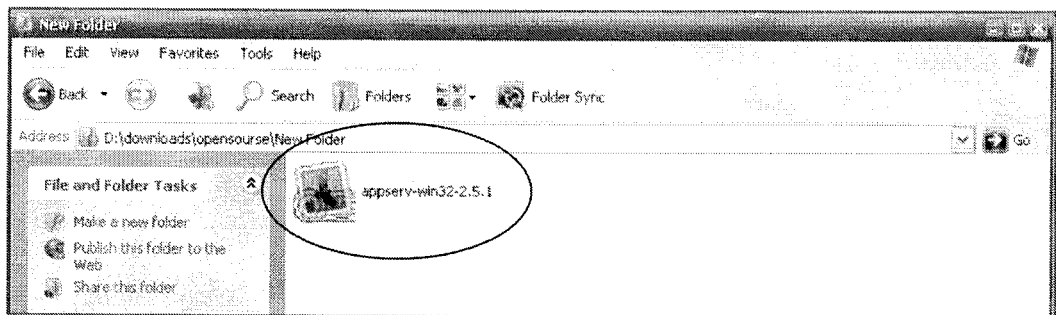 New Folder
File Edit View Favorites Tools Help
Back Search Folders Folder Sync
Address D:\downloads\opensourse\New Folder Go
File and Folder Tasks
appserv-win32-2.5.1
Make a new folder
Publish this folder to the
Web
Share this folder